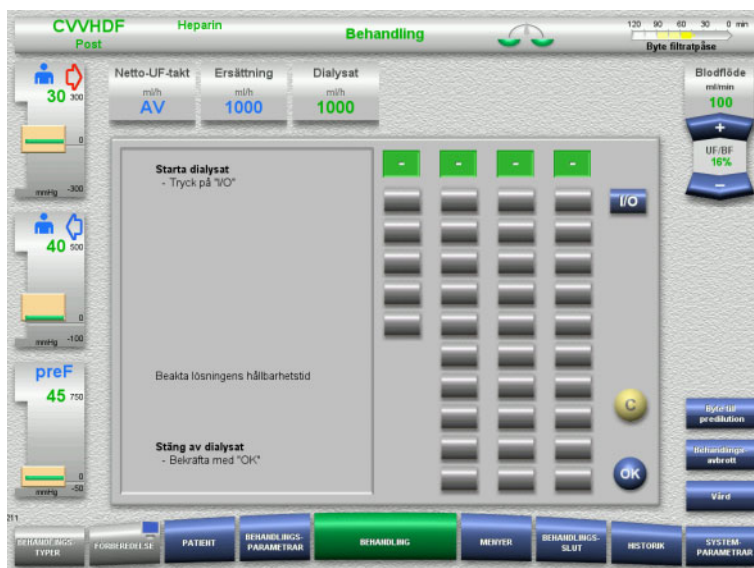 CVVHDF
Post
Heparin
Behandling
120 90 60 30 0 min
Byte filtratpåse
30 300
0
mmHg -300
40 500
0
mmHg -100
preF
45 750
0
mmHg -50
Netto-UF-takt
ml/h
AV
Ersättning
ml/h
1000
Dialysat
ml/h
1000
Blodflöde
ml/min
100
+
UF/BF
16%
−
Starta dialysat
- Tryck på "I/O"
Beakta lösningens hållbarhetstid
Stäng av dialysat
- Bekräfta med "OK"
- - - -
I/O
C
OK
Byte till
predilution
Behandlings-
avbrott
Vård
211
BEHANDLINGS-
TYPER
FÖRBEREDELSE
PATIENT
BEHANDLINGS-
PARAMETRAR
BEHANDLING
MENYER
BEHANDLINGS-
SLUT
HISTORIK
SYSTEM-
PARAMETRAR